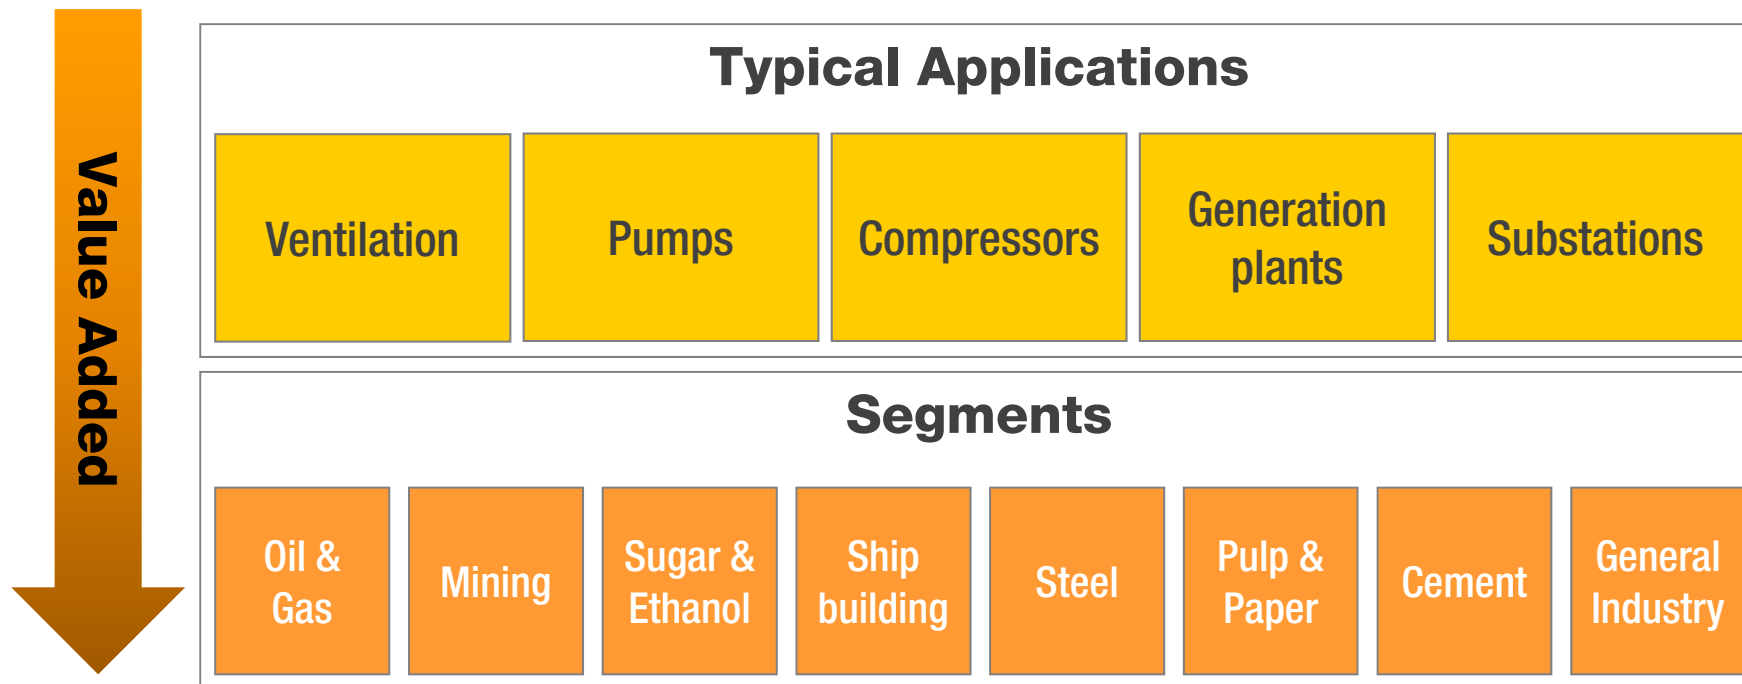 Value Added
Typical Applications
Ventilation
Pumps
Compressors
Generation
plants
Substations
Segments
Oil &
Gas
Mining
Sugar &
Ethanol
Ship
building
Steel
Pulp &
Paper
Cement
General
Industry